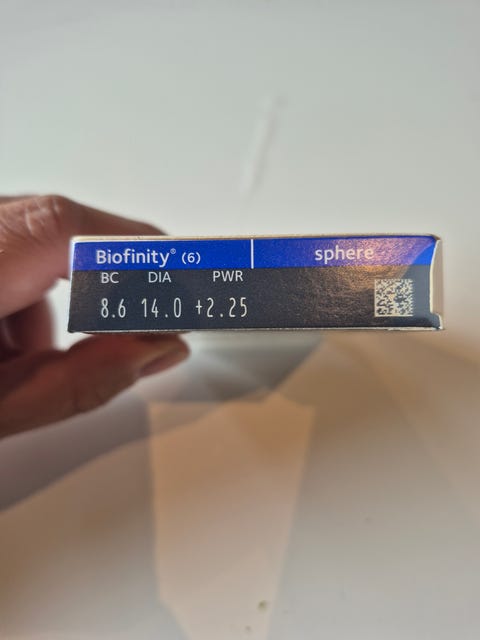 Biofinity® (6) sphere
BC DIA PWR
8.6 14.0 +2.25